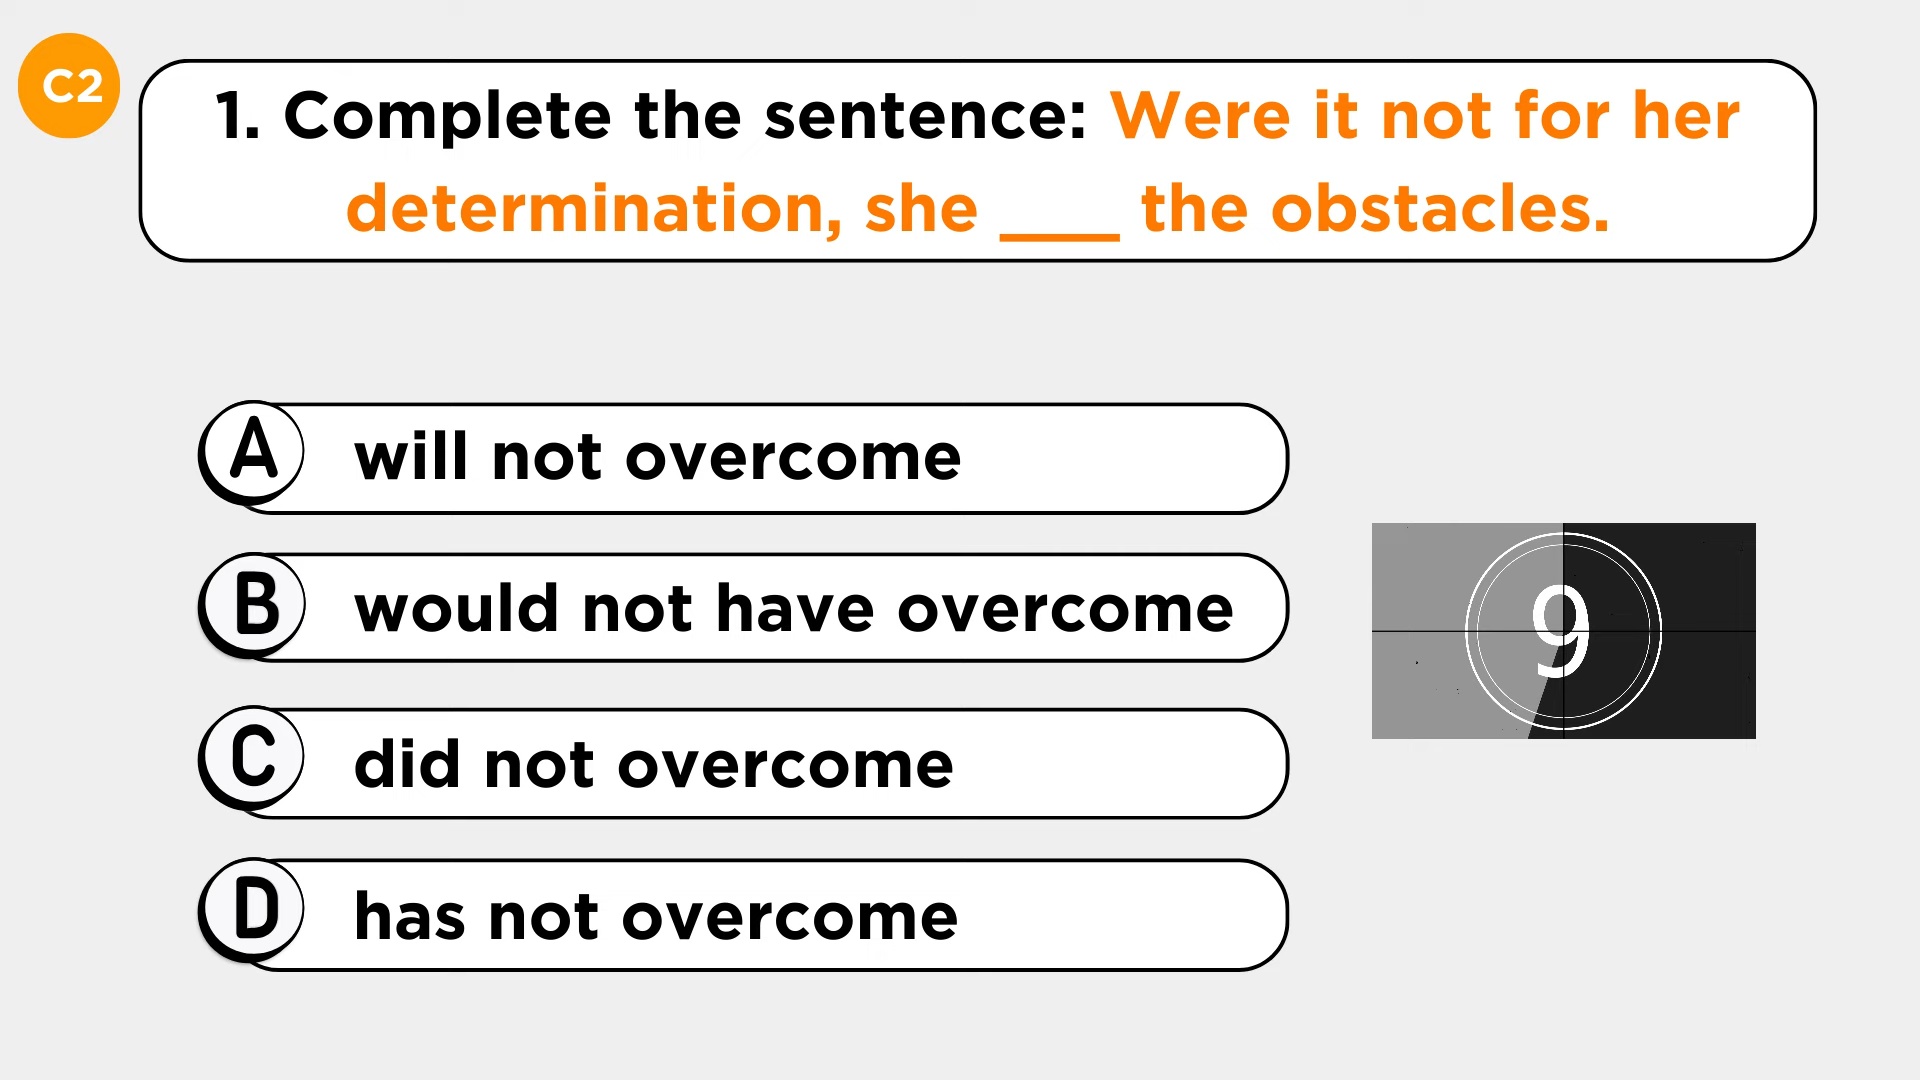 C2
1. Complete the sentence: Were it not for her
determination, she ___ the obstacles.
A will not overcome
B would not have overcome
9
C did not overcome
D has not overcome